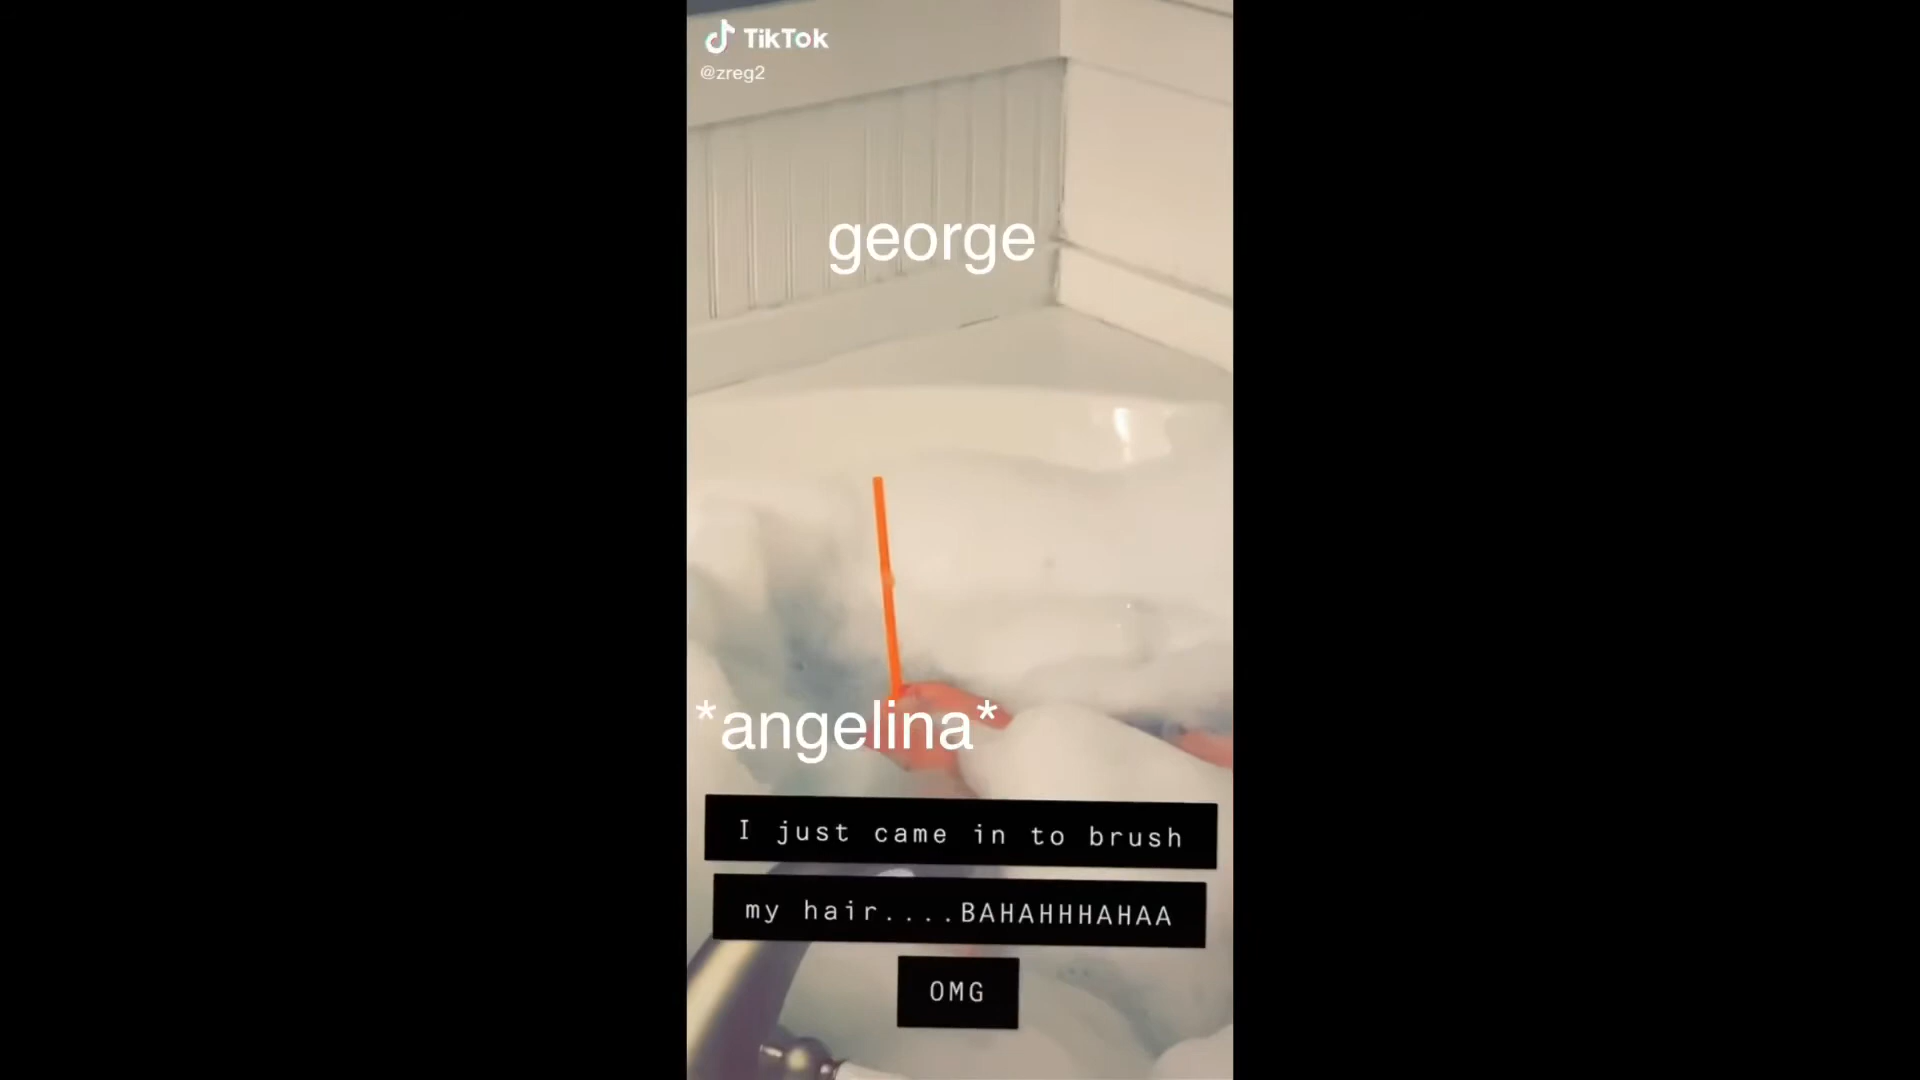 TikTok
@zreg2
george
*angelina*
I just came in to brush
my hair....BAHAHHHAHAA
OMG